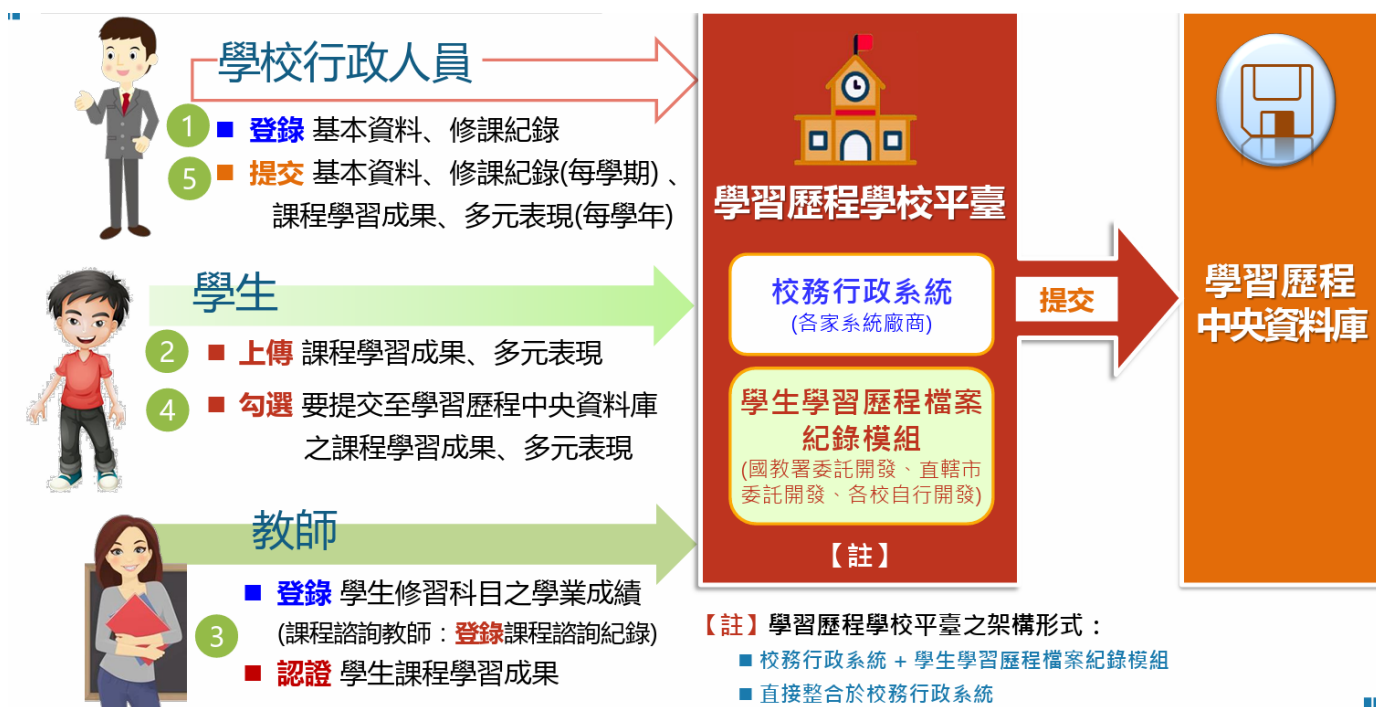 學校行政人員
1 ■ 登錄 基本資料、修課紀錄
5 ■ 提交 基本資料、修課紀錄(每學期)、
課程學習成果、多元表現(每學年)
學生
2 ■ 上傳 課程學習成果、多元表現
4 ■ 勾選 要提交至學習歷程中央資料庫
之課程學習成果、多元表現
教師
3
■ 登錄 學生修習科目之學業成績
(課程諮詢教師：登錄課程諮詢紀錄)
■ 認證 學生課程學習成果
學習歷程學校平臺
校務行政系統
(各家系統廠商)
學生學習歷程檔案
紀錄模組
(國教署委託開發、直轄市
委託開發、各校自行開發)
【註】
提交
學習歷程
中央資料庫
【註】學習歷程學校平臺之架構形式：
■ 校務行政系統 + 學生學習歷程檔案紀錄模組
■ 直接整合於校務行政系統